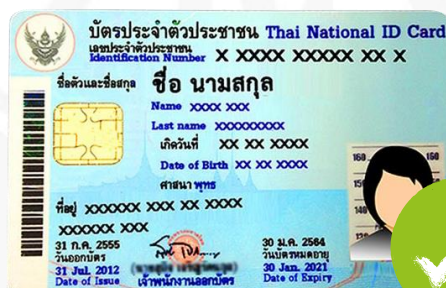 บัตรประจำตัวประชาชน Thai National ID Card
เลขประจำตัวประชาชน
Identification Number X XXXX XXXXX XX X
ชื่อตัวและชื่อสกุล ชื่อ นามสกุล
Name XXXX XXX
Last name XXXXXXXXXX
เกิดวันที่ XX XX XXXX
Date of Birth XX XX XXXX
ศาสนา พุทธ
ที่อยู่ XXXXXX XXX XX XXXX
XXXXXXX XXX
31 ก.ค. 2555
วันออกบัตร
31 Jul. 2012
Date of Issue
เจ้าพนักงานออกบัตร
30 ม.ค. 2564
วันบัตรหมดอายุ
30 Jan. 2021
Date of Expiry
160
150
140